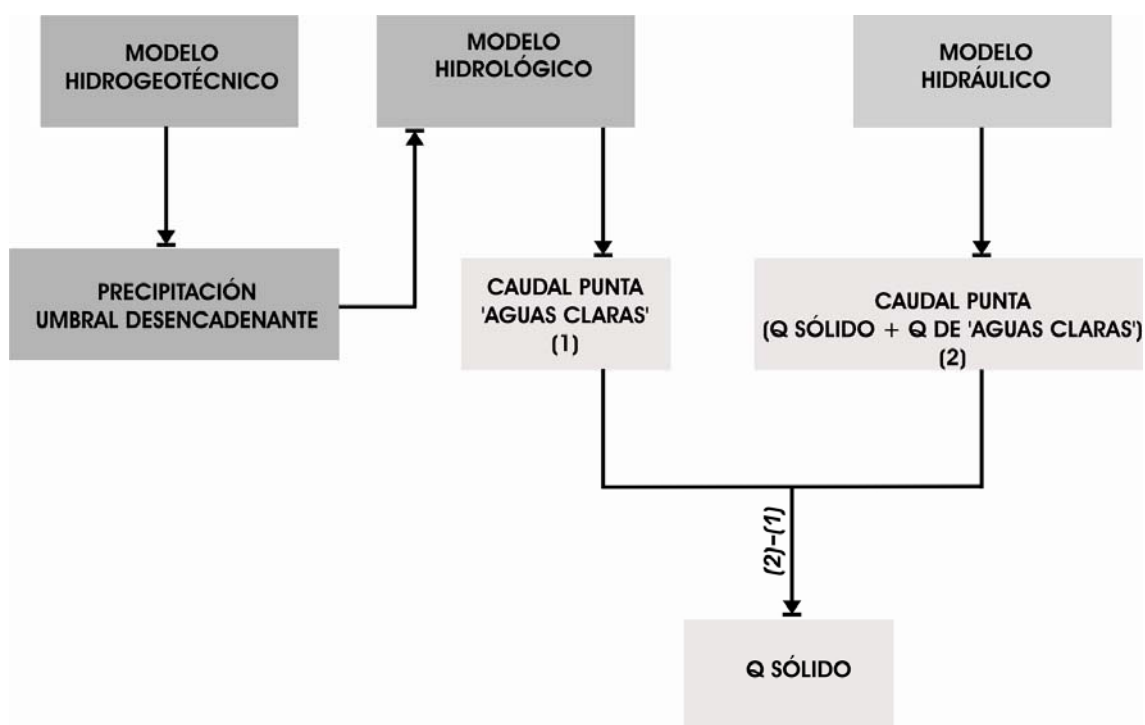 MODELO
HIDROGEOTÉCNICO
MODELO
HIDROLÓGICO
MODELO
HIDRÁULICO
PRECIPITACIÓN
UMBRAL DESENCADENANTE
CAUDAL PUNTA
'AGUAS CLARAS'
(1)
CAUDAL PUNTA
(Q SÓLIDO + Q DE 'AGUAS CLARAS')
(2)
(2)-(1)
Q SÓLIDO